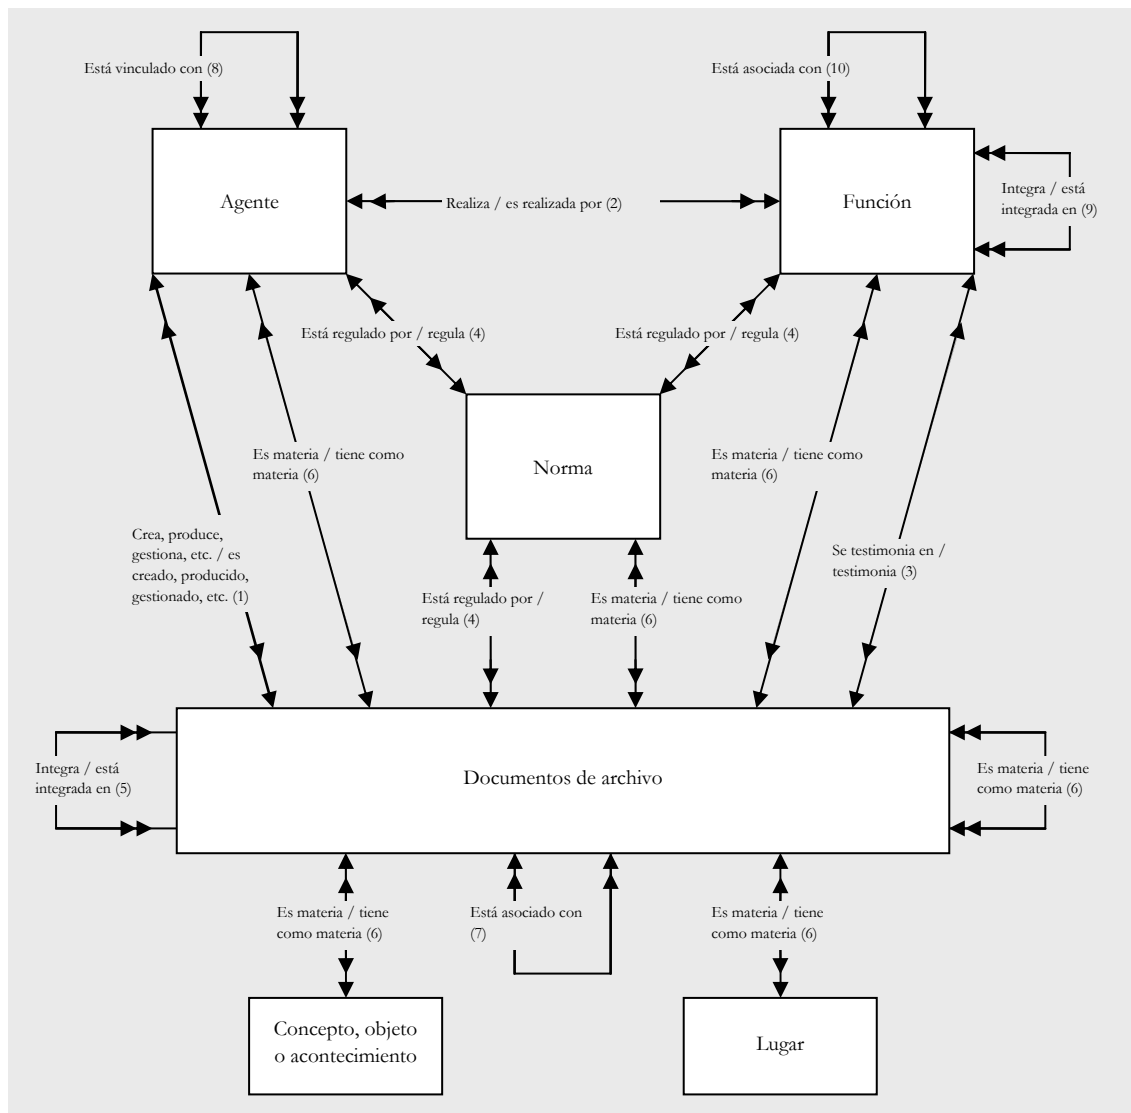 Está vinculado con (8)
Está asociada con (10)
Agente
Realiza / es realizada por (2)
Función
Integra / está
integrada en (9)
Está regulado por / regula (4)
Está regulado por / regula (4)
Es materia / tiene como
materia (6)
Norma
Es materia / tiene como
materia (6)
Crea, produce,
gestiona, etc. / es
creado, producido,
gestionado, etc. (1)
Está regulado por /
regula (4)
Es materia / tiene como
materia (6)
Se testimonia en /
testimonia (3)
Integra / está
integrada en (5)
Documentos de archivo
Es materia / tiene
como materia (6)
Es materia / tiene
como materia (6)
Está asociado con
(7)
Es materia / tiene
como materia (6)
Concepto, objeto
o acontecimiento
Lugar